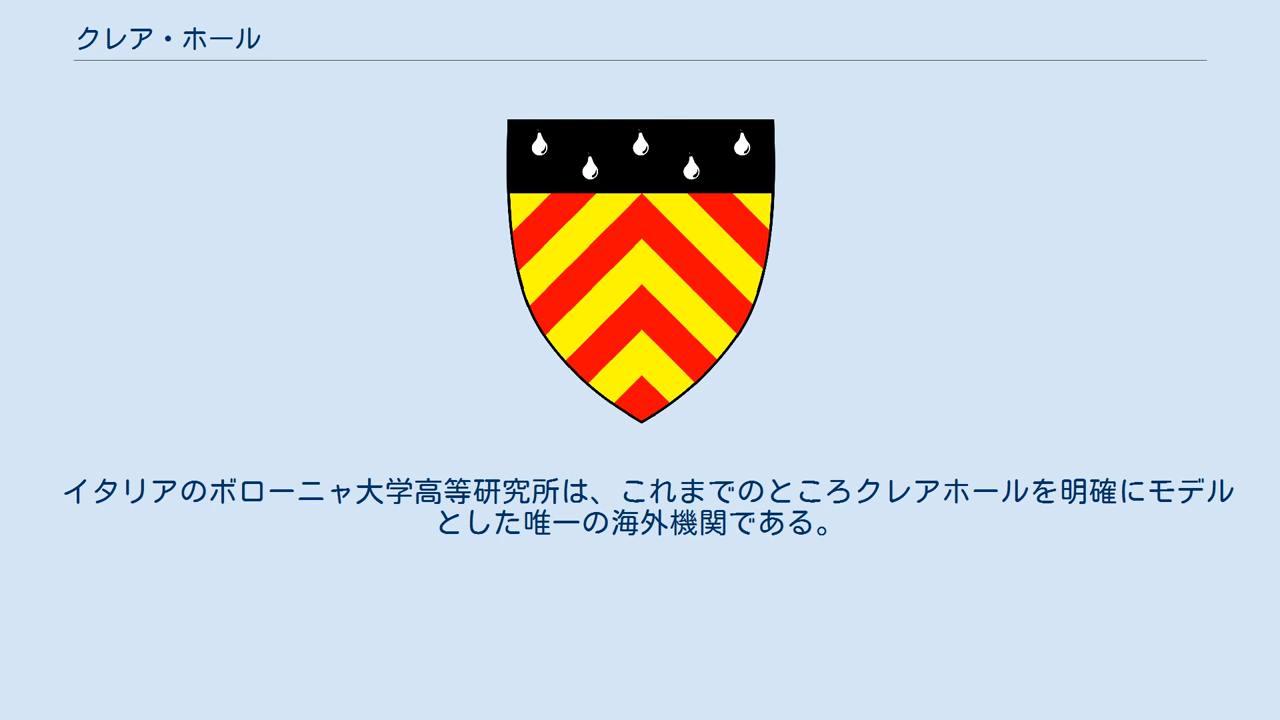 クレア・ホール
イタリアのボローニャ大学高等研究所は、これまでのところクレアホールを明確にモデル
とした唯一の海外機関である。